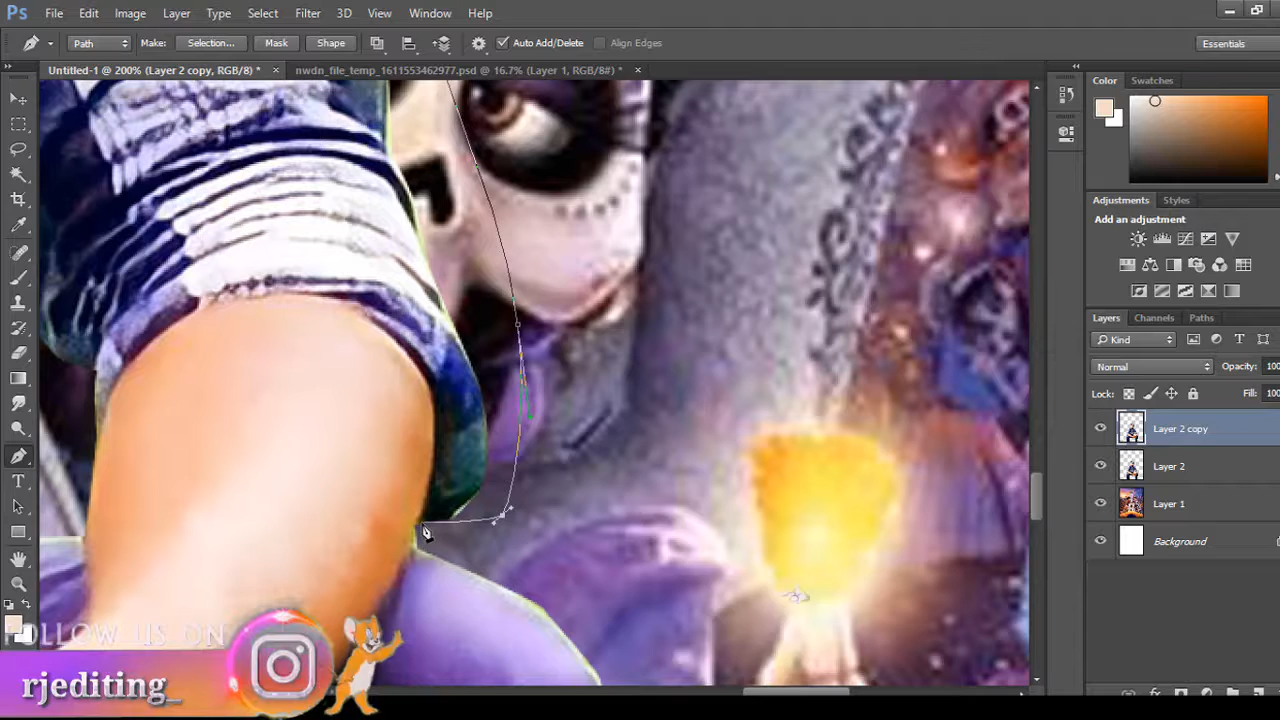 Ps File Edit Image Layer Type Select Filter 3D View Window Help
Path Make: Selection... Mask Shape Auto Add/Delete Align Edges Essentials
Untitled-1 @ 200% (Layer 2 copy, RGB/8) * × nwdn_file_temp_1611553462977.psd @ 16.7% (Layer 1, RGB/8#) * ×
Color Swatches
Adjustments Styles
Add an adjustment
Layers Channels Paths
Kind
Normal Opacity: 100
Lock: Fill: 100
Layer 2 copy
Layer 2
Layer 1
Background
FOLLOW_US_ON
rjediting_